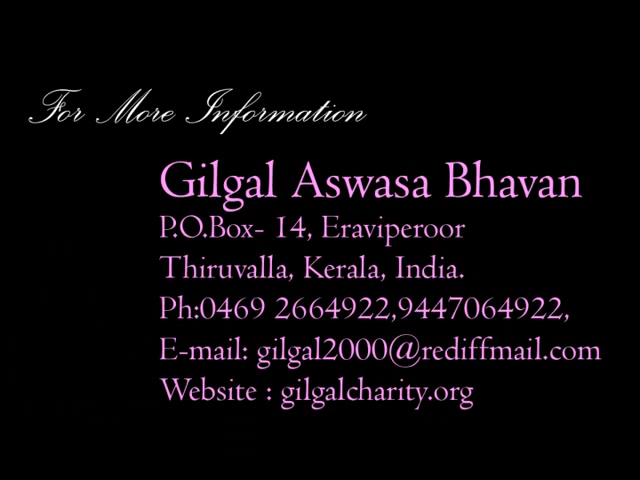 For More Information
Gilgal Aswasa Bhavan
P.O.Box- 14, Eraviperoor
Thiruvalla, Kerala, India.
Ph:0469 2664922,9447064922,
E-mail: gilgal2000@rediffmail.com
Website : gilgalcharity.org